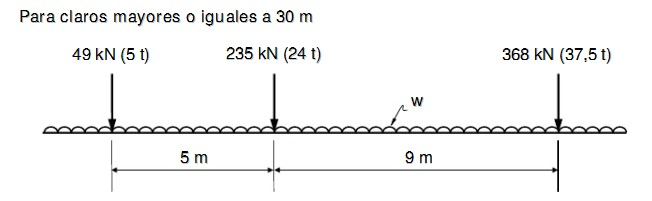 Para claros mayores o iguales a 30 m
49 kN (5 t) 235 kN (24 t) 368 kN (37,5 t)
w
5 m 9 m